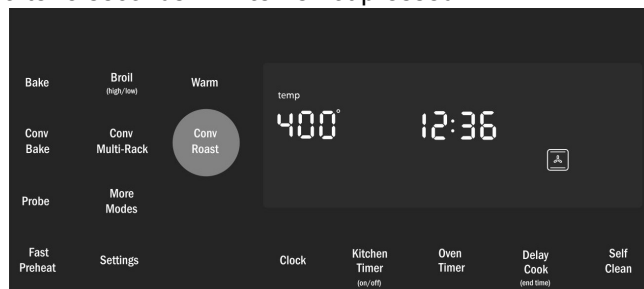 Bake
Broil
(high/low)
Warm
temp
400°
12:36
Conv
Bake
Conv
Multi-Rack
Conv
Roast
Probe
More
Modes
Fast
Preheat
Settings
Clock
Kitchen
Timer
(on/off)
Oven
Timer
Delay
Cook
(end time)
Self
Clean